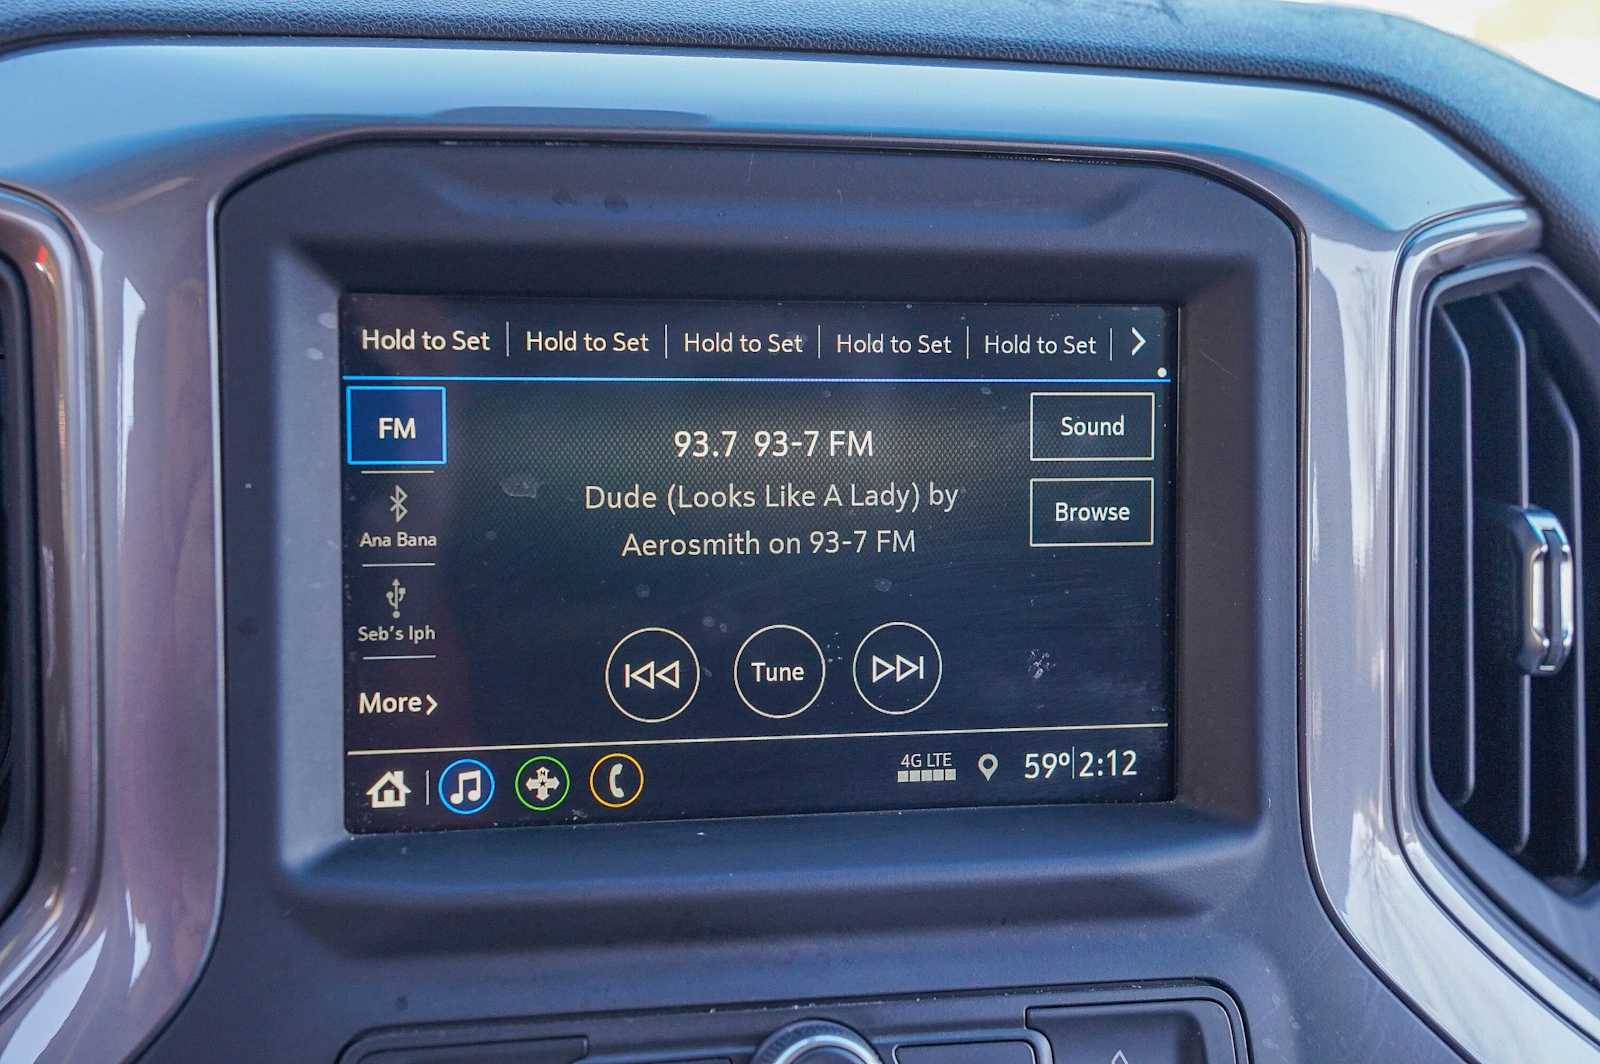 Hold to Set Hold to Set Hold to Set Hold to Set Hold to Set
FM
93.7 93-7 FM
Sound
Dude (Looks Like A Lady) by
Browse
Aerosmith on 93-7 FM
Ana Bana
Seb's Iph
Tune
More
N
4G LTE
59° 2:12